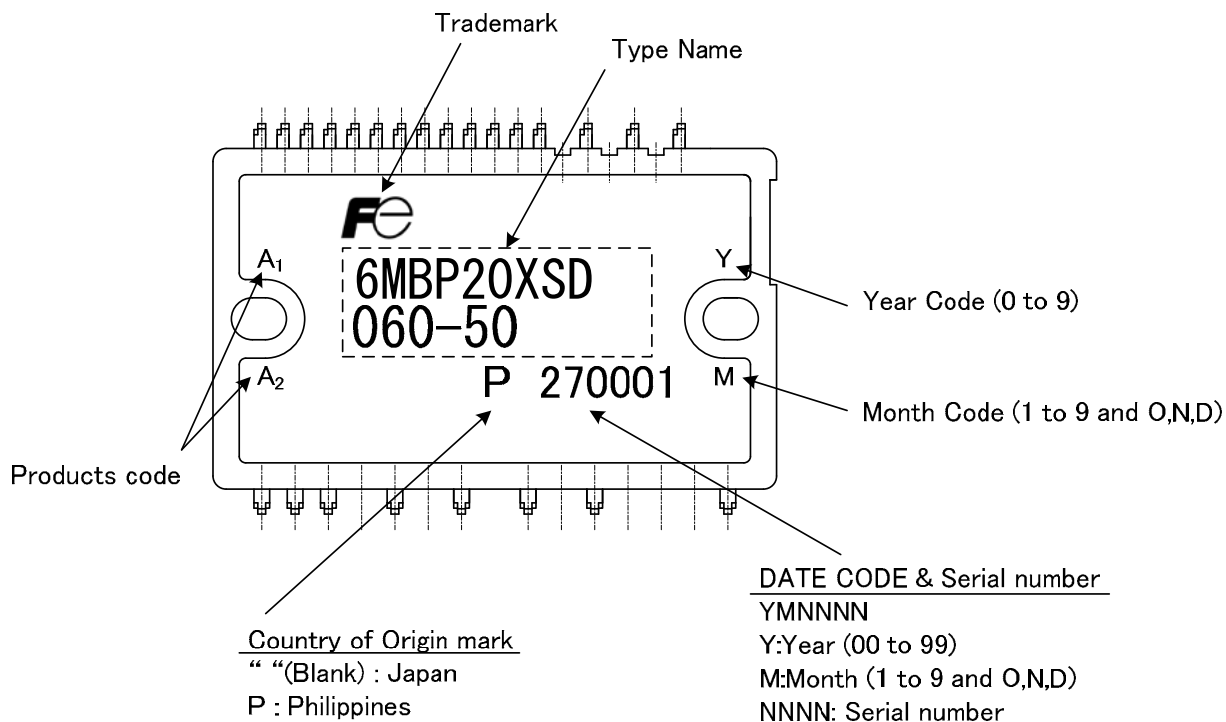 Trademark
Type Name
Fe
A1
6MBP20XSD
060-50
Y
Year Code (0 to 9)
A2
P 270001
M
Month Code (1 to 9 and O,N,D)
Products code
Country of Origin mark
“ “(Blank) : Japan
P : Philippines
DATE CODE & Serial number
YMNNNN
Y:Year (00 to 99)
M:Month (1 to 9 and O,N,D)
NNNN: Serial number